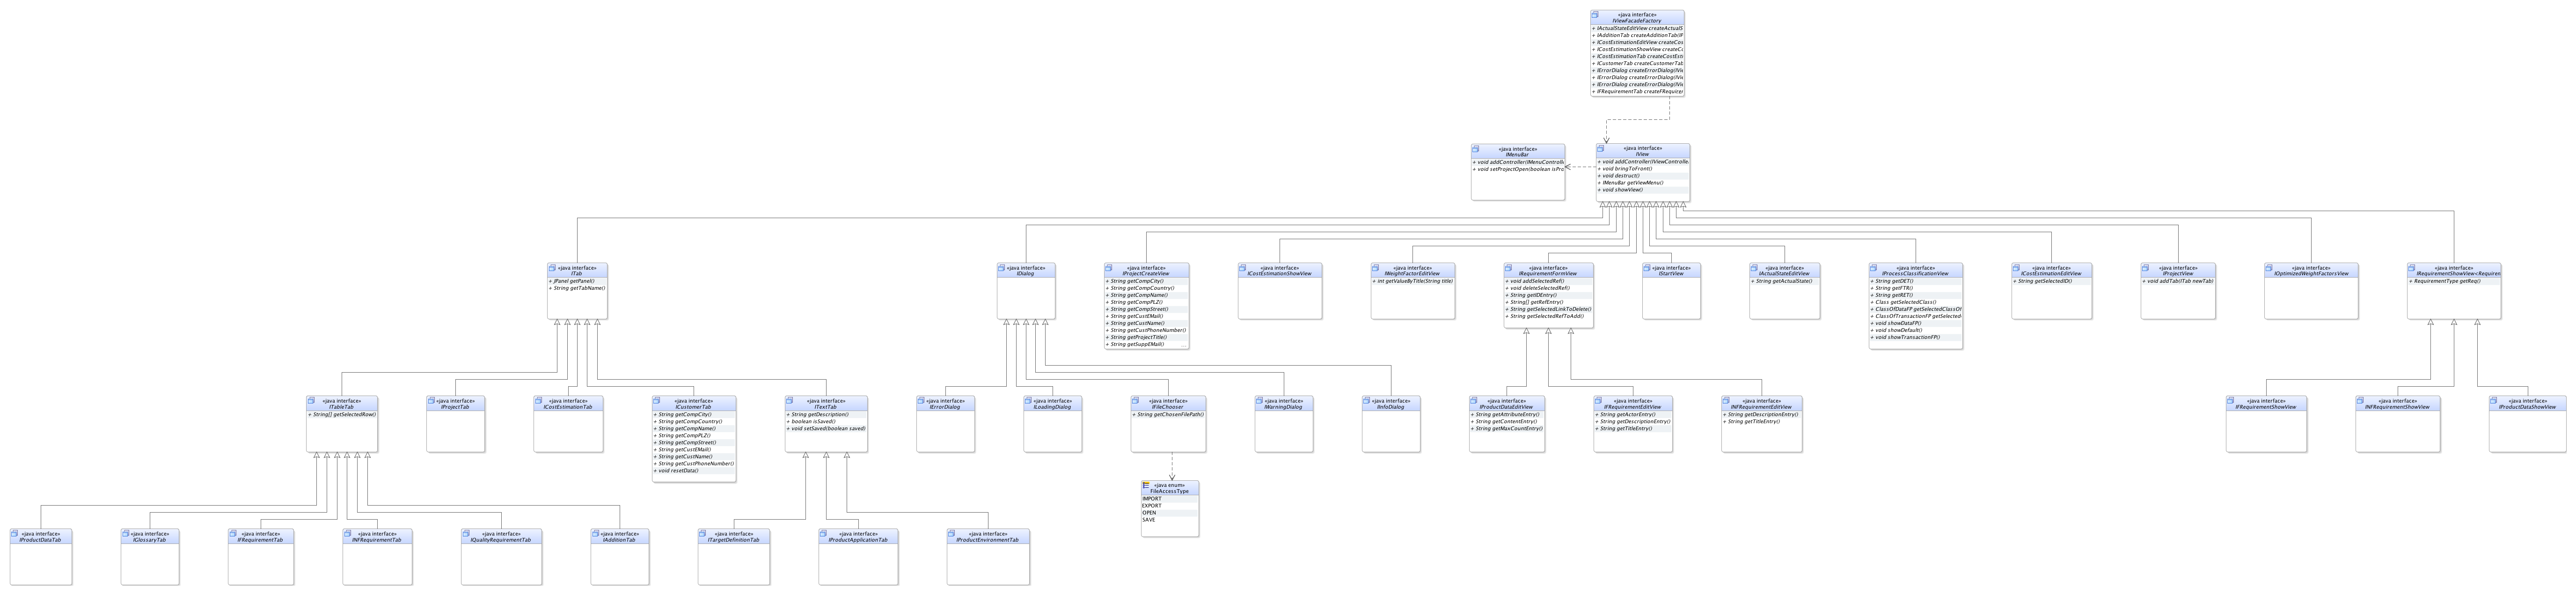 «java interface»
IViewFacadeFactory
+ IActualStateEditView createActualS
+ IAdditionTab createAdditionTab(IF
+ ICostEstimationEditView createCos
+ ICostEstimationShowView createCo
+ ICostEstimationTab createCostEsti
+ ICustomerTab createCustomerTab
+ IErrorDialog createErrorDialog(IVie
+ IErrorDialog createErrorDialog(IVie
+ IErrorDialog createErrorDialog(IVie
+ IFRequirementTab createFRequire
«java interface»
IMenuBar
+ void addController(IMenuControlle
+ void setProjectOpen(boolean isPro
«java interface»
IView
+ void addController(IViewController
+ void bringToFront()
+ void destruct()
+ IMenuBar getViewMenu()
+ void showView()
«java interface»
ITab
+ JPanel getPanel()
+ String getTabName()
«java interface»
IDialog
«java interface»
IProjectCreateView
+ String getCompCity()
+ String getCompCountry()
+ String getCompName()
+ String getCompPLZ()
+ String getCompStreet()
+ String getCustEMail()
+ String getCustName()
+ String getCustPhoneNumber()
+ String getProjectTitle()
+ String getSuppEMail() ...
«java interface»
ICostEstimationShowView
«java interface»
IWeightFactorEditView
+ int getValueByTitle(String title)
«java interface»
IRequirementFormView
+ void addSelectedRef()
+ void deleteSelectedRef()
+ String getIDEntry()
+ String[] getRefEntry()
+ String getSelectedLinkToDelete()
+ String getSelectedRefToAdd()
«java interface»
IStartView
«java interface»
IActualStateEditView
+ String getActualState()
«java interface»
IProcessClassificationView
+ String getDET()
+ String getFTR()
+ String getRET()
+ Class getSelectedClass()
+ ClassOfDataFP getSelectedClassOf
+ ClassOfTransactionFP getSelected
+ void showDataFP()
+ void showDefault()
+ void showTransactionFP()
«java interface»
ICostEstimationEditView
+ String getSelectedID()
«java interface»
IProjectView
+ void addTab(ITab newTab)
«java interface»
IOptimizedWeightFactorsView
«java interface»
IRequirementShowView<Requirem
+ RequirementType getReq()
«java interface»
ITableTab
+ String[] getSelectedRow()
«java interface»
IProjectTab
«java interface»
ICostEstimationTab
«java interface»
ICustomerTab
+ String getCompCity()
+ String getCompCountry()
+ String getCompName()
+ String getCompPLZ()
+ String getCompStreet()
+ String getCustEMail()
+ String getCustName()
+ String getCustPhoneNumber()
+ void resetData()
«java interface»
ITextTab
+ String getDescription()
+ boolean isSaved()
+ void setSaved(boolean saved)
«java interface»
IErrorDialog
«java interface»
ILoadingDialog
«java interface»
IFileChooser
+ String getChosenFilePath()
«java interface»
IWarningDialog
«java interface»
IInfoDialog
«java interface»
IProductDataEditView
+ String getAttributeEntry()
+ String getContentEntry()
+ String getMaxCountEntry()
«java interface»
IFRequirementEditView
+ String getActorEntry()
+ String getDescriptionEntry()
+ String getTitleEntry()
«java interface»
INFRequirementEditView
+ String getDescriptionEntry()
+ String getTitleEntry()
«java interface»
IFRequirementShowView
«java interface»
INFRequirementShowView
«java interface»
IProductDataShowView
«java enum»
FileAccessType
IMPORT
EXPORT
OPEN
SAVE
«java interface»
IProductDataTab
«java interface»
IGlossaryTab
«java interface»
IFRequirementTab
«java interface»
INFRequirementTab
«java interface»
IQualityRequirementTab
«java interface»
IAdditionTab
«java interface»
ITargetDefinitionTab
«java interface»
IProductApplicationTab
«java interface»
IProductEnvironmentTab